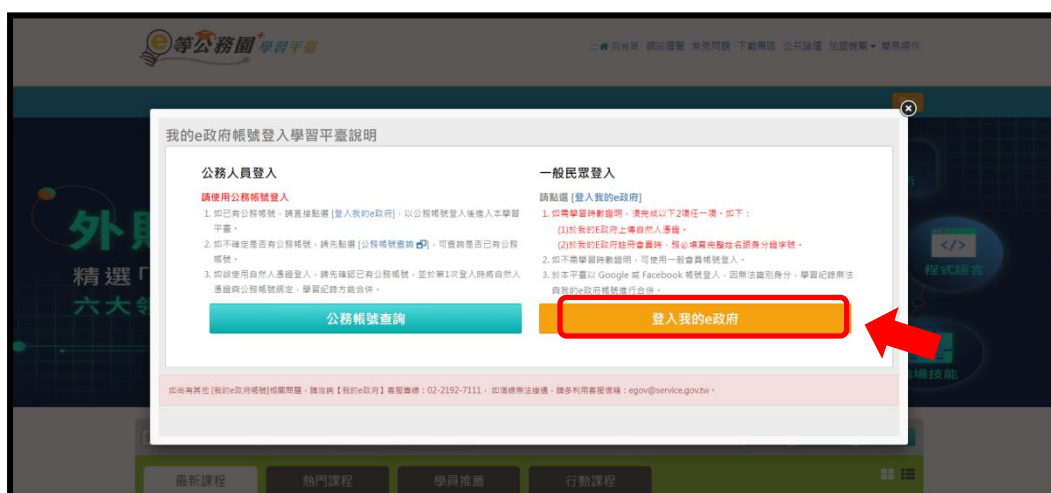 e等公務園+學習平臺
回首頁 網站導覽 常見問題 下載專區 公共論壇 加盟機關 簡易操作
我的e政府帳號登入學習平臺說明
公務人員登入
請使用公務帳號登入
1. 如已有公務帳號，請直接點選 [登入我的e政府]，以公務帳號登入後進入本學習
平臺。
2. 如不確定是否有公務帳號，請先點選 [公務帳號查詢]，可查詢是否已有公務
帳號。
3. 如欲使用自然人憑證登入，請先確認已有公務帳號，並於第1次登入時將自然人
憑證與公務帳號綁定，學習紀錄方能合併。
公務帳號查詢
一般民眾登入
請點選 [登入我的e政府]
1. 如需學習時數證明，須完成以下2項任一項，如下：
(1)於我的E政府上傳自然人憑證。
(2)於我的E政府註冊會員時，務必填寫完整姓名跟身分證字號。
2. 如不需學習時數證明，可使用一般會員帳號登入。
3. 於本平臺以 Google 或 Facebook 帳號登入，因無法識別身分，學習紀錄無法
與我的e政府帳號進行合併。
登入我的e政府
如尚有其他 [我的e政府帳號]相關問題，請洽詢【我的e政府】客服專線：02-2192-7111， 如電線無法接通，請多利用客服信箱：egov@service.gov.tw。
外
精選「
六大
程式語言
場技能
最新課程
熱門課程
學員推薦
行動課程